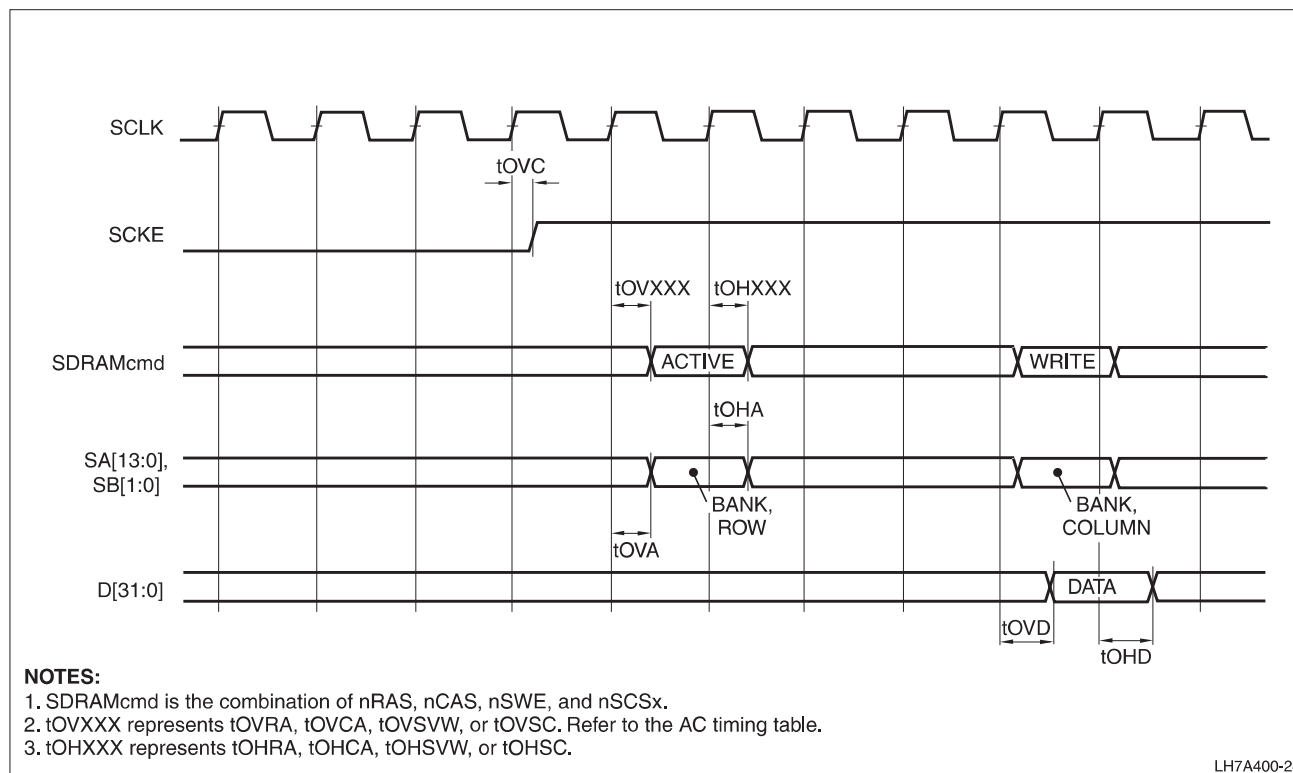 SCLK
tOVC
SCKE
tOVXXX
tOHXXX
SDRAMcmd
ACTIVE
WRITE
tOHA
SA[13:0],
SB[1:0]
BANK,
ROW
BANK,
COLUMN
tOVA
D[31:0]
DATA
tOVD
tOHD
NOTES:
1. SDRAMcmd is the combination of nRAS, nCAS, nSWE, and nSCSx.
2. tOVXXX represents tOVRA, tOVCA, tOVSVW, or tOVSC. Refer to the AC timing table.
3. tOHXXX represents tOHRA, tOHCA, tOHSVW, or tOHSC.